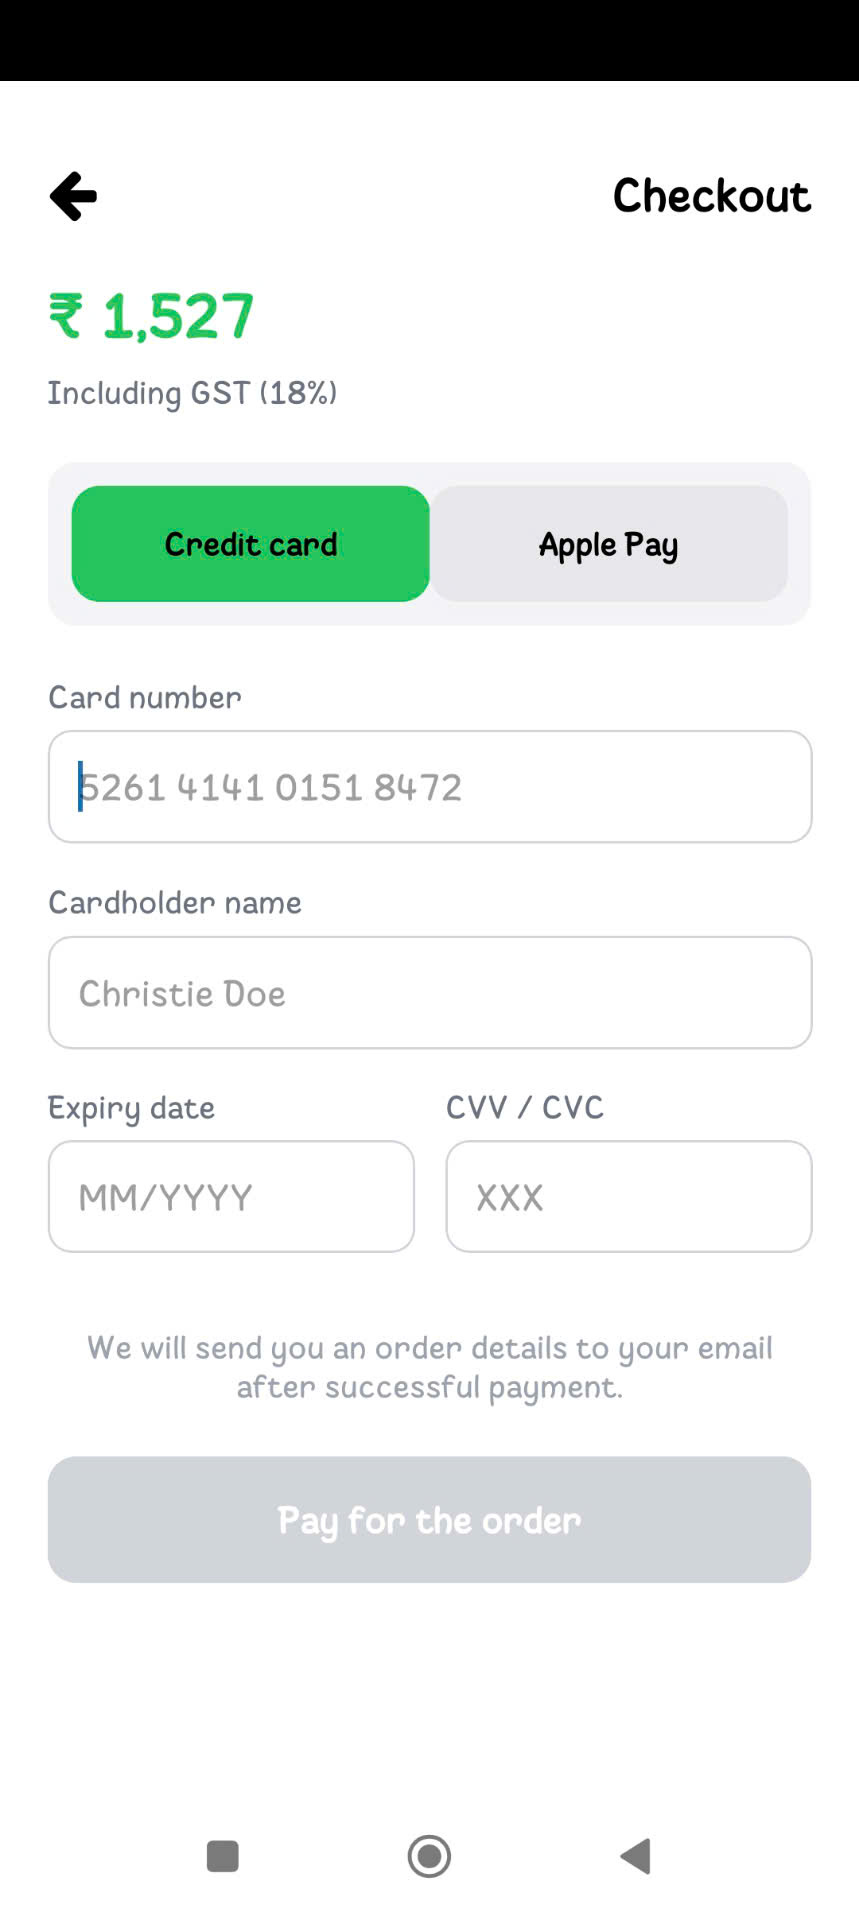 Checkout
₹ 1,527
Including GST (18%)
Credit card
Apple Pay
Card number
5261 4141 0151 8472
Cardholder name
Christie Doe
Expiry date
CVV / CVC
MM/YYYY
XXX
We will send you an order details to your email
after successful payment.
Pay for the order